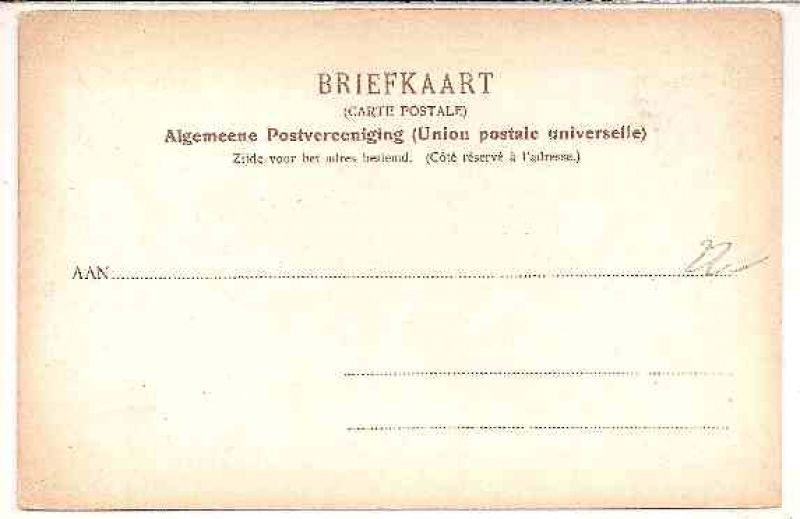 BRIEFKAART
(CARTE POSTALE)
Algemeene Postvereeniging (Union postale universelle)
Zijde voor het adres bestemd. (Côté réservé à l'adresse.)
AAN